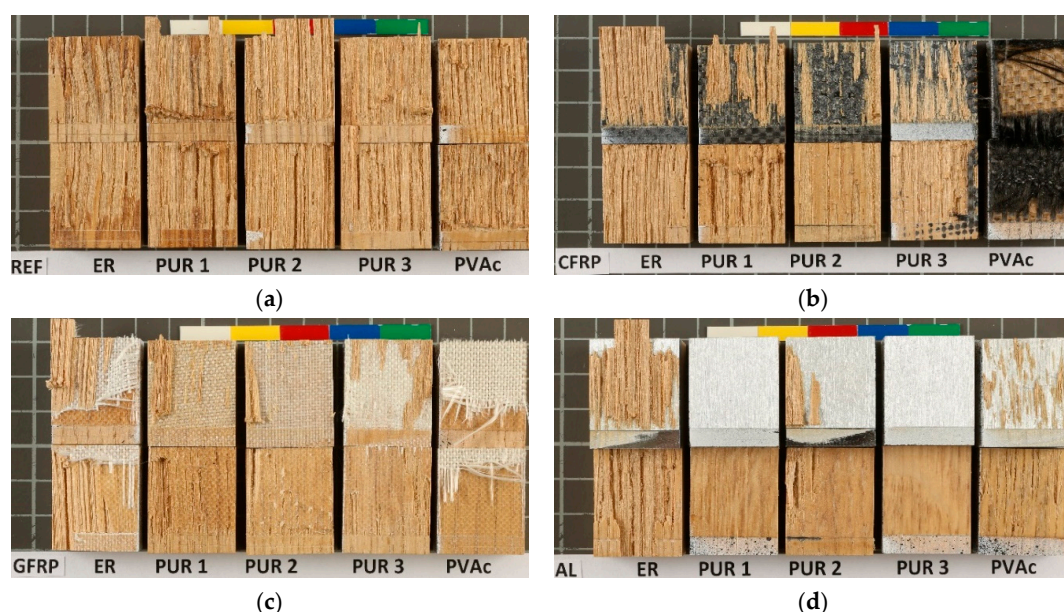 REF ER PUR 1 PUR 2 PUR 3 PVAc
CFRP ER PUR 1 PUR 2 PUR 3 PVAc
(a)
(b)
GFRP ER PUR 1 PUR 2 PUR 3 PVAc
AL ER PUR 1 PUR 2 PUR 3 PVAc
(c)
(d)